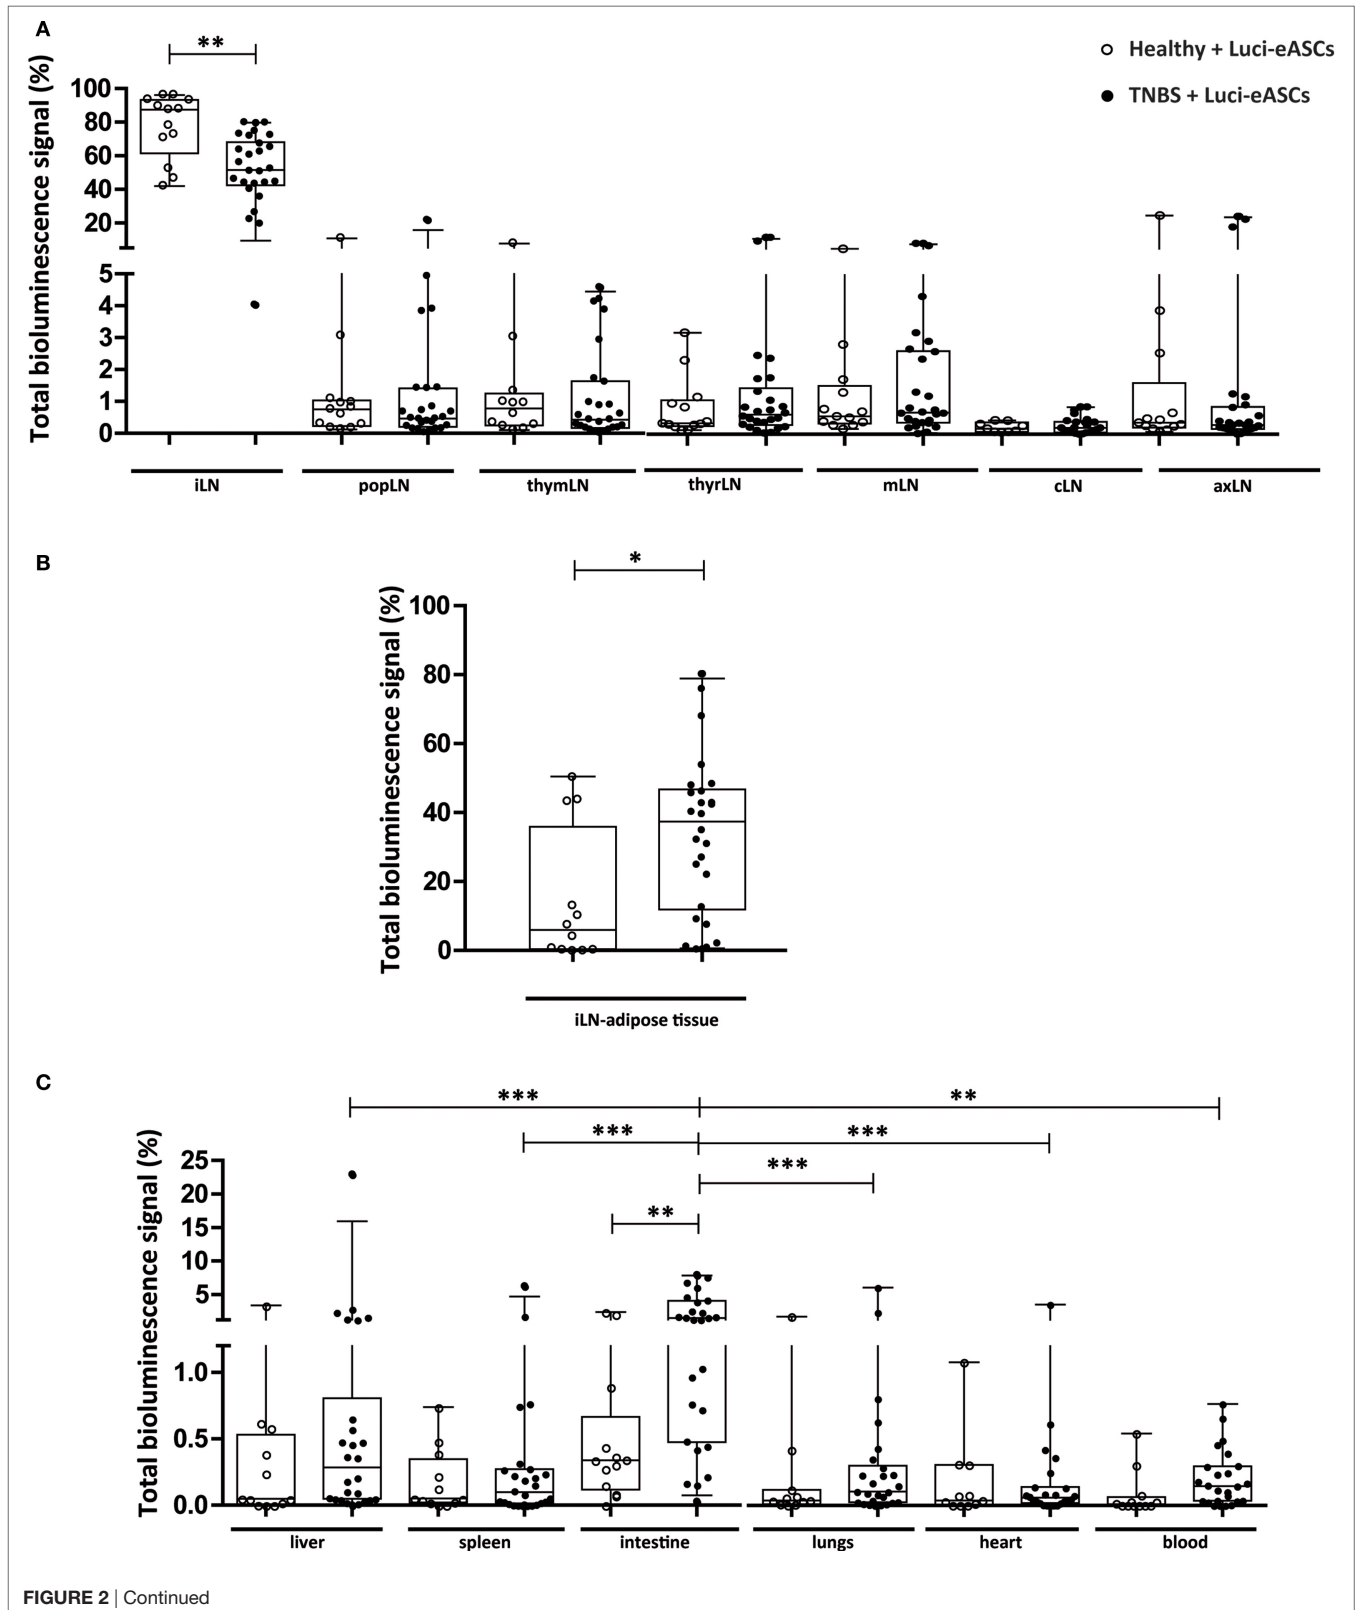 A
**
Healthy + Luci-eASCs
TNBS + Luci-eASCs
Total bioluminescence signal (%)
100
80
60
40
20
5
4
3
2
1
0
iLN popLN thymLN thyrLN mLN cLN axLN
B
*
Total bioluminescence signal (%)
100
80
60
40
20
0
iLN-adipose tissue
C
*** **
*** ***
***
**
Total bioluminescence signal (%)
25
20
15
10
5
1.0
0.5
0.0
liver spleen intestine lungs heart blood
FIGURE 2 | Continued